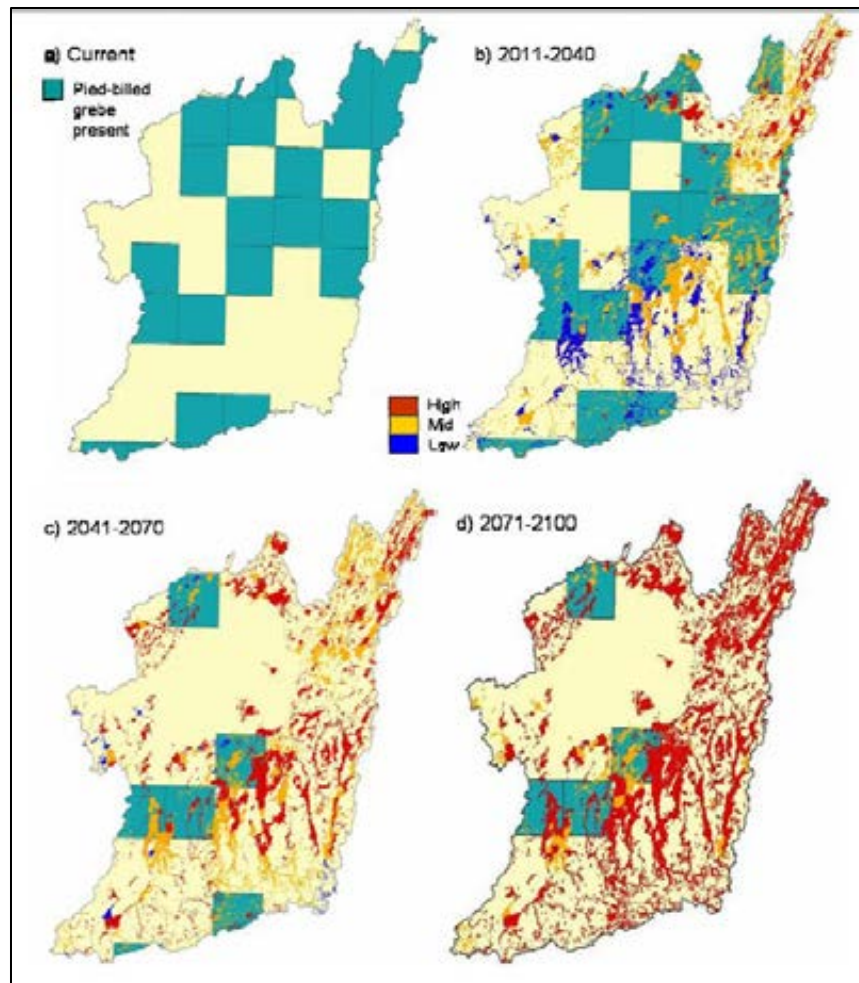 a) Current
Pied-billed
grebe
present
b) 2011-2040
High
Mid
Low
c) 2041-2070
d) 2071-2100